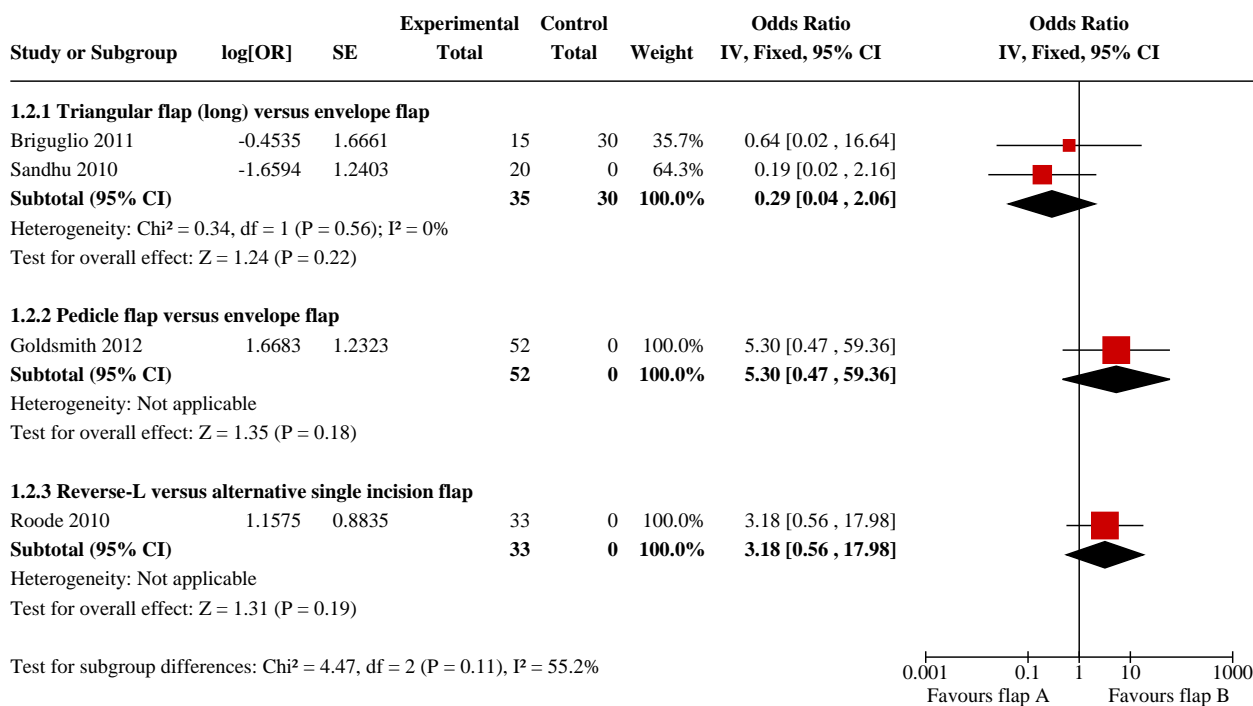 Experimental Control Odds Ratio Odds Ratio
Study or Subgroup log[OR] SE Total Total Weight IV, Fixed, 95% CI IV, Fixed, 95% CI
1.2.1 Triangular flap (long) versus envelope flap
Briguglio 2011 -0.4535 1.6661 15 30 35.7% 0.64 [0.02 , 16.64]
Sandhu 2010 -1.6594 1.2403 20 0 64.3% 0.19 [0.02 , 2.16]
Subtotal (95% CI) 35 30 100.0% 0.29 [0.04 , 2.06]
Heterogeneity: Chi² = 0.34, df = 1 (P = 0.56); I² = 0%
Test for overall effect: Z = 1.24 (P = 0.22)
1.2.2 Pedicle flap versus envelope flap
Goldsmith 2012 1.6683 1.2323 52 0 100.0% 5.30 [0.47 , 59.36]
Subtotal (95% CI) 52 0 100.0% 5.30 [0.47 , 59.36]
Heterogeneity: Not applicable
Test for overall effect: Z = 1.35 (P = 0.18)
1.2.3 Reverse-L versus alternative single incision flap
Roode 2010 1.1575 0.8835 33 0 100.0% 3.18 [0.56 , 17.98]
Subtotal (95% CI) 33 0 100.0% 3.18 [0.56 , 17.98]
Heterogeneity: Not applicable
Test for overall effect: Z = 1.31 (P = 0.19)
Test for subgroup differences: Chi² = 4.47, df = 2 (P = 0.11), I² = 55.2%
0.001 0.1 1 10 1000
Favours flap A Favours flap B